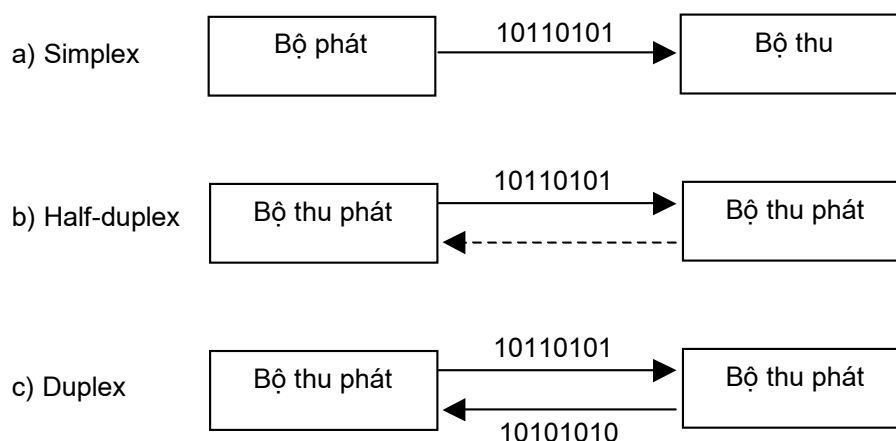 a) Simplex
Bộ phát
10110101
Bộ thu
b) Half-duplex
Bộ thu phát
10110101
Bộ thu phát
c) Duplex
Bộ thu phát
10110101
Bộ thu phát
10101010